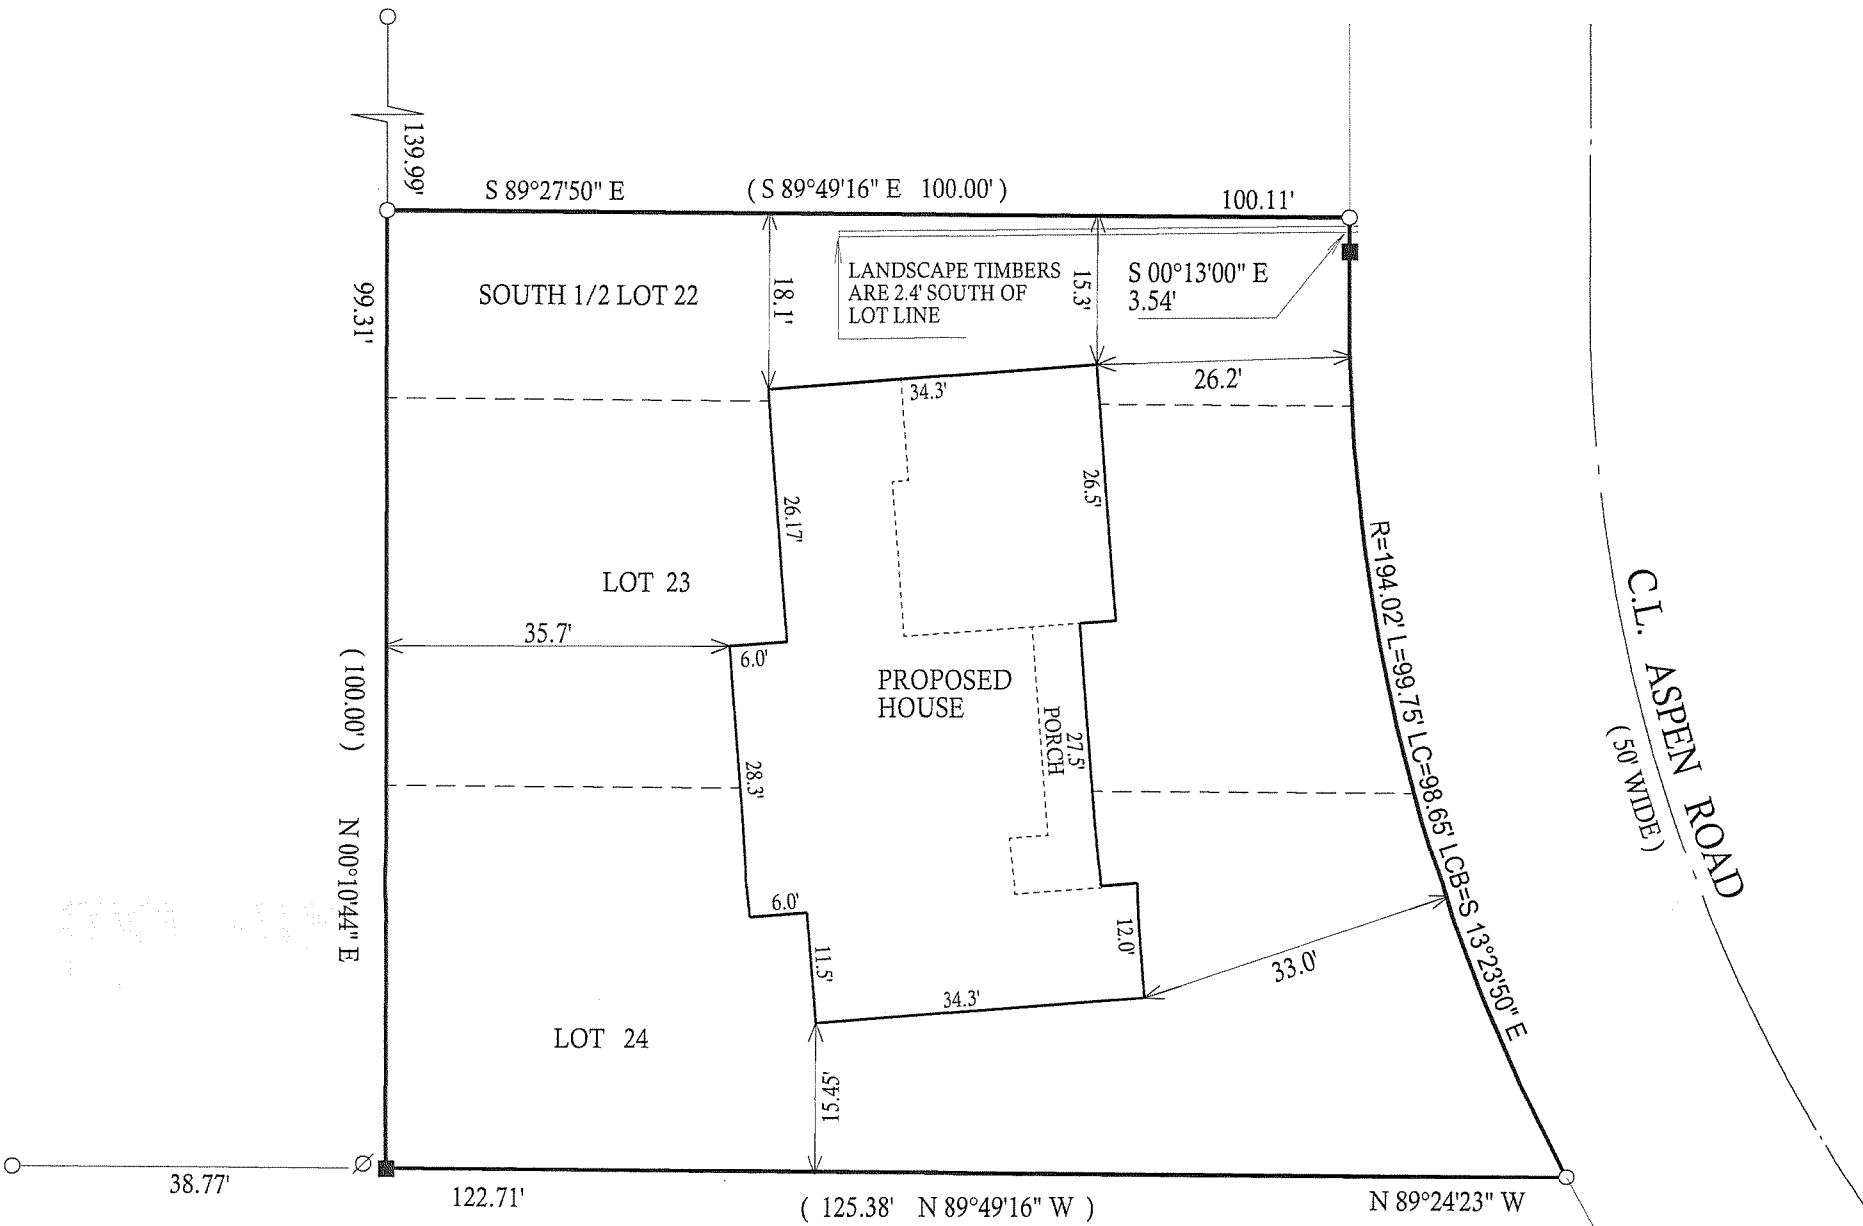 139.99'
S 89°27'50" E
( S 89°49'16" E 100.00' )
100.11'
99.31'
SOUTH 1/2 LOT 22
18.1'
LANDSCAPE TIMBERS
ARE 2.4' SOUTH OF
LOT LINE
15.3'
S 00°13'00" E
3.54'
34.3'
26.2'
26.17'
26.5'
LOT 23
35.7'
6.0'
( 100.00' )
N 00°10'44" E
PROPOSED
HOUSE
PORCH
27.5'
28.3'
R=194.02' L=99.75' LC=98.65' LCB=S 13°23'50" E
C.L. ASPEN ROAD
( 50' WIDE )
6.0'
11.5'
12.0'
33.0'
34.3'
LOT 24
15.45'
38.77'
122.71'
( 125.38' N 89°49'16" W )
N 89°24'23" W